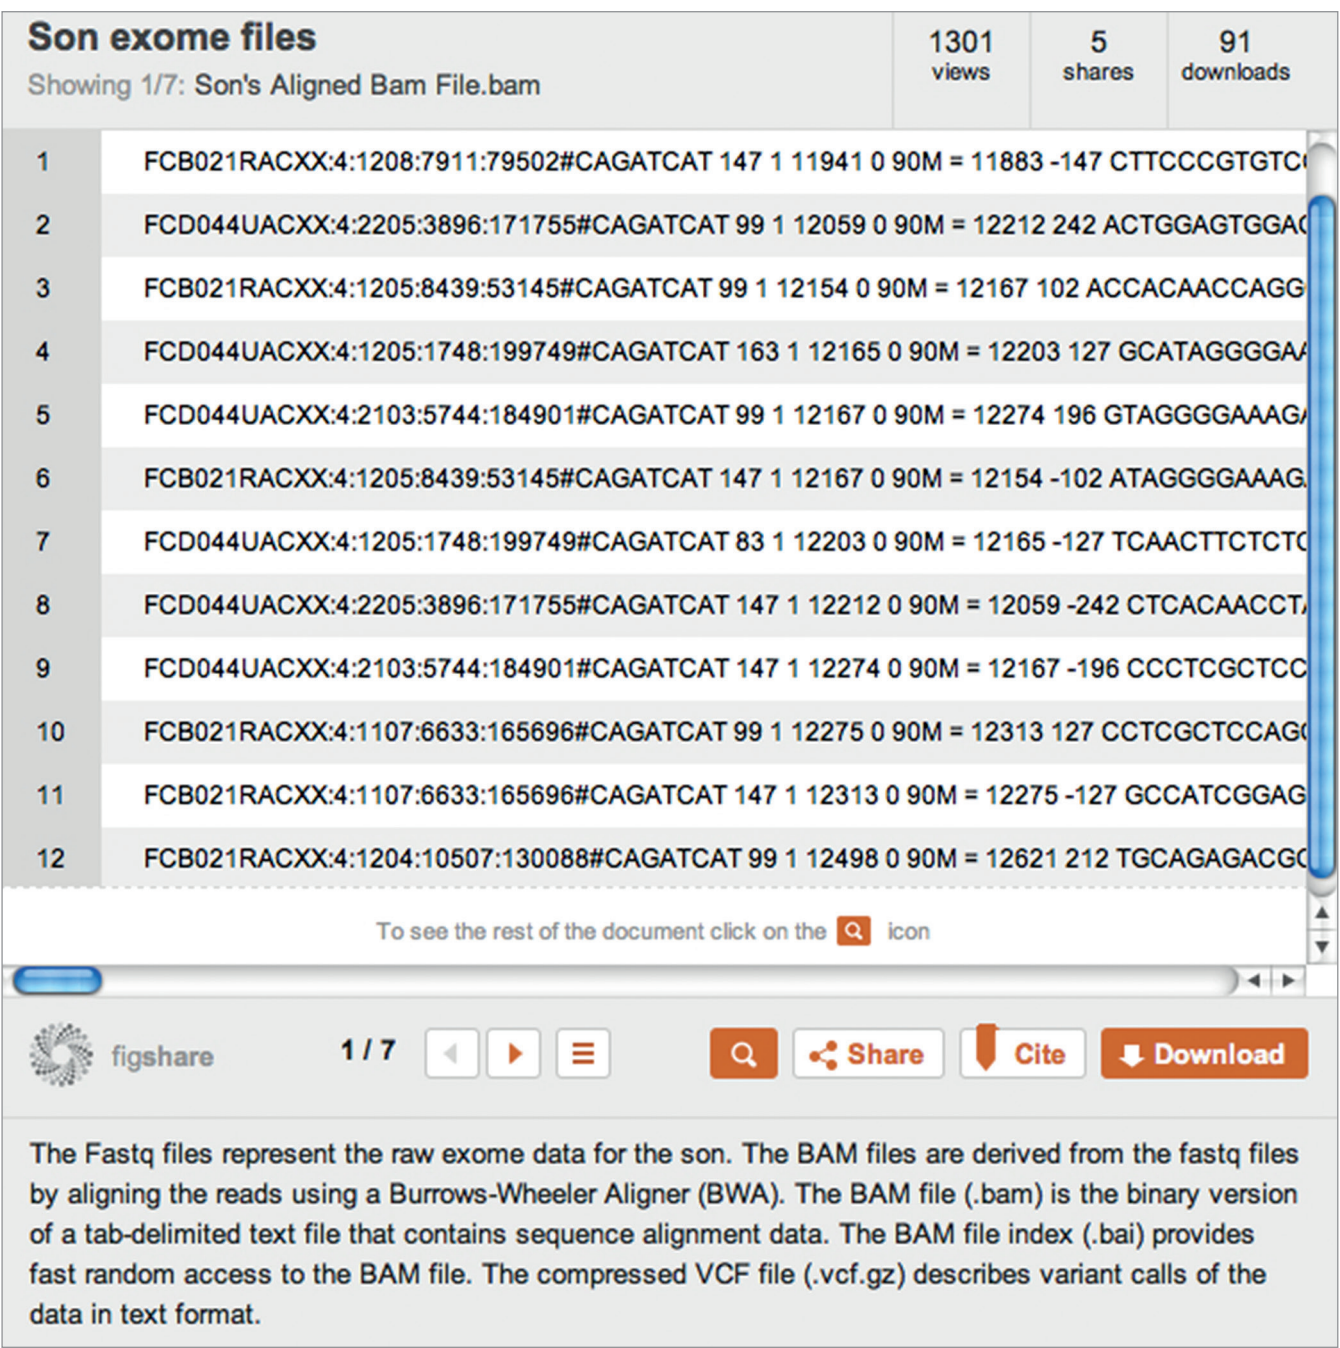 Son exome files
Showing 1/7: Son's Aligned Bam File.bam
1301
views
5
shares
91
downloads
1 FCB021RACXX:4:1208:7911:79502#CAGATCAT 147 1 11941 0 90M = 11883 -147 CTTCCCGTGTC
2 FCD044UACXX:4:2205:3896:171755#CAGATCAT 99 1 12059 0 90M = 12212 242 ACTGGAGTGGA
3 FCB021RACXX:4:1205:8439:53145#CAGATCAT 99 1 12154 0 90M = 12167 102 ACCACAACCAGG
4 FCD044UACXX:4:1205:1748:199749#CAGATCAT 163 1 12165 0 90M = 12203 127 GCATAGGGGAA
5 FCD044UACXX:4:2103:5744:184901#CAGATCAT 99 1 12167 0 90M = 12274 196 GTAGGGGAAAGA
6 FCB021RACXX:4:1205:8439:53145#CAGATCAT 147 1 12167 0 90M = 12154 -102 ATAGGGGAAAG
7 FCD044UACXX:4:1205:1748:199749#CAGATCAT 83 1 12203 0 90M = 12165 -127 TCAACTTCTCT
8 FCD044UACXX:4:2205:3896:171755#CAGATCAT 147 1 12212 0 90M = 12059 -242 CTCACAACCT
9 FCD044UACXX:4:2103:5744:184901#CAGATCAT 147 1 12274 0 90M = 12167 -196 CCCTCGCTCC
10 FCB021RACXX:4:1107:6633:165696#CAGATCAT 99 1 12275 0 90M = 12313 127 CCTCGCTCCAG
11 FCB021RACXX:4:1107:6633:165696#CAGATCAT 147 1 12313 0 90M = 12275 -127 GCCATCGGAG
12 FCB021RACXX:4:1204:10507:130088#CAGATCAT 99 1 12498 0 90M = 12621 212 TGCAGAGACG
To see the rest of the document click on the icon
figshare
1 / 7
Share
Cite
Download
The Fastq files represent the raw exome data for the son. The BAM files are derived from the fastq files
by aligning the reads using a Burrows-Wheeler Aligner (BWA). The BAM file (.bam) is the binary version
of a tab-delimited text file that contains sequence alignment data. The BAM file index (.bai) provides
fast random access to the BAM file. The compressed VCF file (.vcf.gz) describes variant calls of the
data in text format.